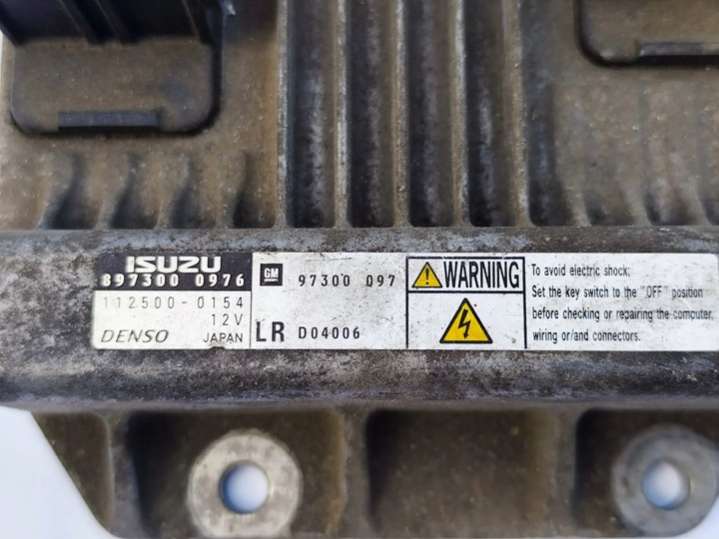 ISUZU
897300 0976
112500-0154
12V
DENSO JAPAN
GM 97300 097
LR D04006
WARNING
To avoid electric shock;
Set the key switch to the "OFF" position
before checking or repairing the computer,
wiring or/and connectors.